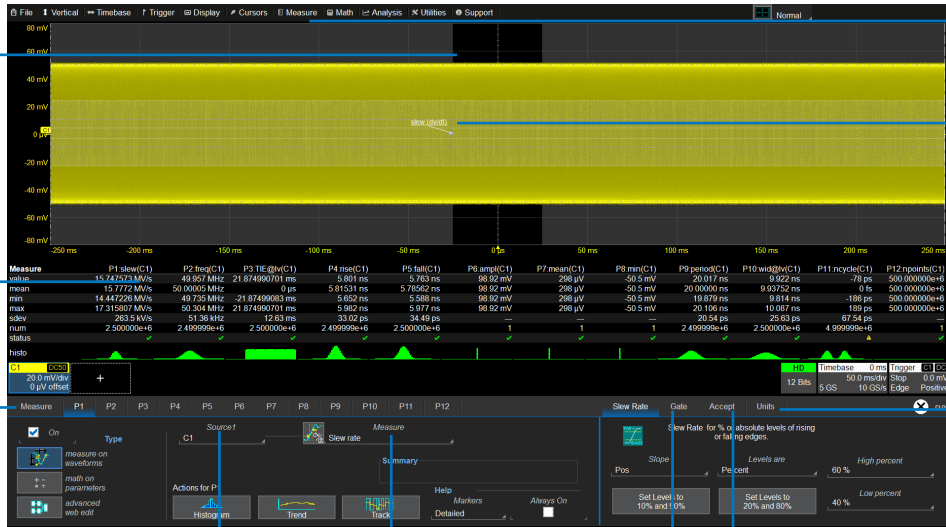 File Vertical Timebase Trigger Display Cursors Measure Math Analysis Utilities Support Normal
80 mV
60 mV
40 mV
20 mV
0 µV C1
slew (dv/dt)
-20 mV
-40 mV
-60 mV
-80 mV
-250 ms -200 ms -150 ms -100 ms -50 ms 0 ps 50 ms 100 ms 150 ms 200 ms 250 ms
Measure P1:slew(C1) P2:freq(C1) P3:TIE@lv(C1) P4:rise(C1) P5:fall(C1) P6:ampl(C1) P7:mean(C1) P8:min(C1) P9:period(C1) P10:wid@lv(C1) P11:ncycle(C1) P12:npoints(C1)
value 15.747573 MV/s 49.957 MHz 21.874990701 ms 5.801 ns 5.763 ns 98.92 mV 298 µV -50.5 mV 20.017 ns 9.922 ns -78 ps 500.000000e+6
mean 15.7772 MV/s 50.00005 MHz 0 ps 5.81531 ns 5.78562 ns 98.92 mV 298 µV -50.5 mV 20.00000 ns 9.93752 ns 0 fs 500.000000e+6
min 14.447226 MV/s 49.735 MHz -21.87499083 ms 5.652 ns 5.588 ns 98.92 mV 298 µV -50.5 mV 19.879 ns 9.814 ns -186 ps 500.000000e+6
max 17.315807 MV/s 50.304 MHz 21.874990701 ms 5.982 ns 5.977 ns 98.92 mV 298 µV -50.5 mV 20.106 ns 10.087 ns 189 ps 500.000000e+6
sdev 263.5 kV/s 51.36 kHz 12.63 ms 33.02 ps 34.49 ps --- --- --- 20.54 ps 25.63 ps 67.54 ps ---
num 2.500000e+6 2.499999e+6 2.500000e+6 2.499999e+6 2.500000e+6 1 1 1 2.499999e+6 2.500000e+6 4.999999e+6 1
status
histo
C1 DC50 HD Timebase 0 ms Trigger C1 DC
20.0 mV/div + 12 Bits 50.0 ms/div Stop 0.0 mV
0 µV offset 5 GS 10 GS/s Edge Positive
Measure P1 P2 P3 P4 P5 P6 P7 P8 P9 P10 P11 P12 Slew Rate Gate Accept Units
On Type Source1 Measure
C1 Slew rate
Slew Rate for % or absolute levels of rising
or falling edges.
measure on
waveforms
Summary
Slope Levels are High percent
Pos Percent 60 %
math on
parameters
Actions for P1
Help
Markers Always On
Detailed
Low percent
40 %
advanced
web edit
Histogram Trend Track
Set Levels to
10% and 90%
Set Levels to
20% and 80%